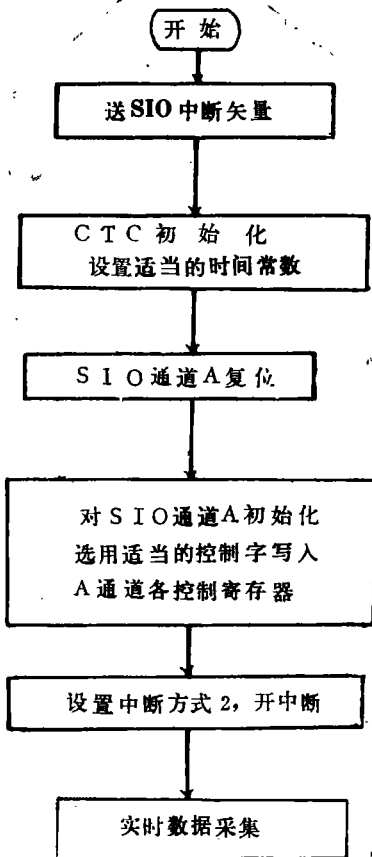 开始
送SIO中断矢量
CTC初始化
设置适当的时间常数
SIO通道A复位
对SIO通道A初始化
选用适当的控制字写入
A通道各控制寄存器
设置中断方式2，开中断
实时数据采集